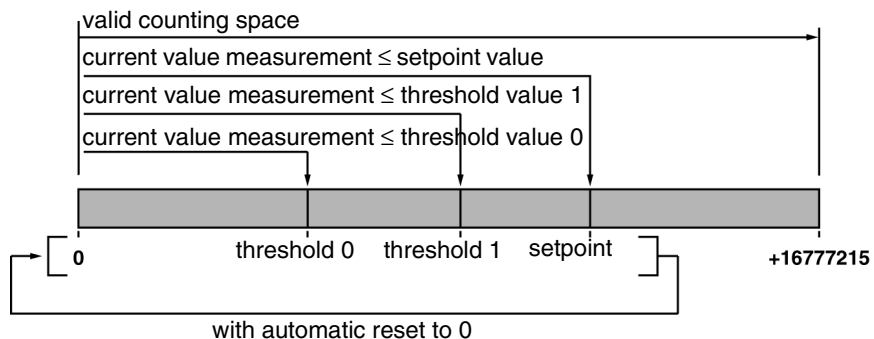 valid counting space
current value measurement ≤ setpoint value
current value measurement ≤ threshold value 1
current value measurement ≤ threshold value 0
0 threshold 0 threshold 1 setpoint +16777215
with automatic reset to 0